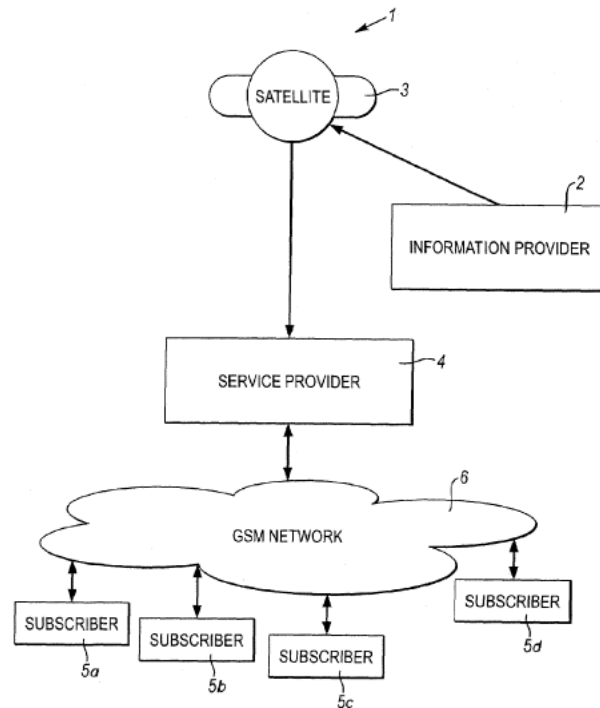 1
SATELLITE
3
2
INFORMATION PROVIDER
4
SERVICE PROVIDER
6
GSM NETWORK
SUBSCRIBER
5a
SUBSCRIBER
5b
SUBSCRIBER
5c
SUBSCRIBER
5d